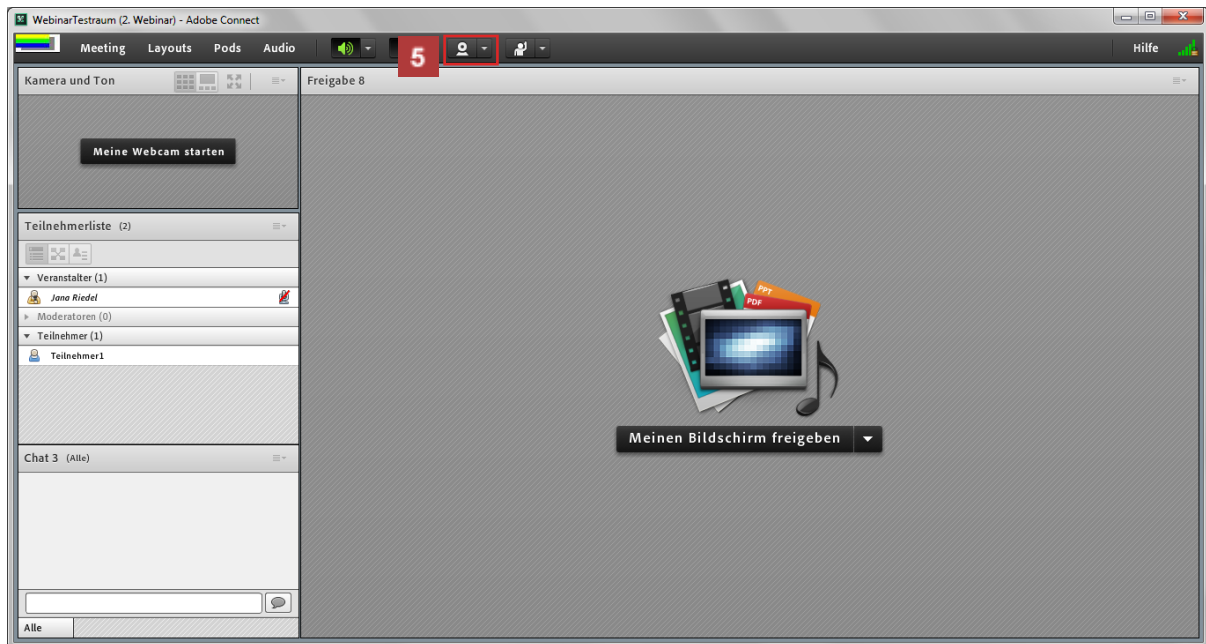 WebinarTestraum (2. Webinar) - Adobe Connect
Meeting Layouts Pods Audio 5 Hilfe
Kamera und Ton
Freigabe 8
Meine Webcam starten
Teilnehmerliste (2)
Veranstalter (1)
Jana Riedel
Moderatoren (0)
Teilnehmer (1)
Teilnehmer1
PPT
PDF
Meinen Bildschirm freigeben
Chat 3 (Alle)
Alle